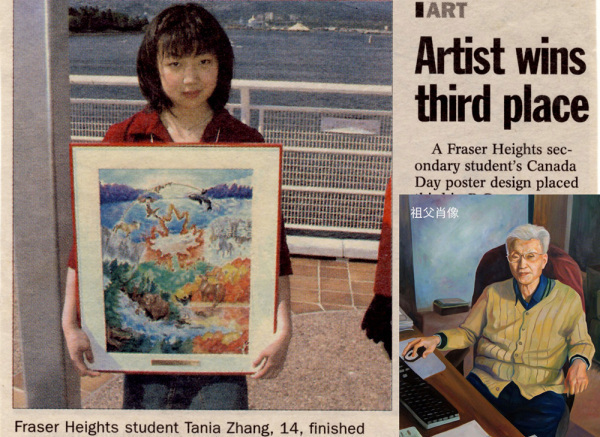 ART
Artist wins
third place
A Fraser Heights sec-
ondary student's Canada
Day poster design placed
祖父肖像
Fraser Heights student Tania Zhang, 14, finished